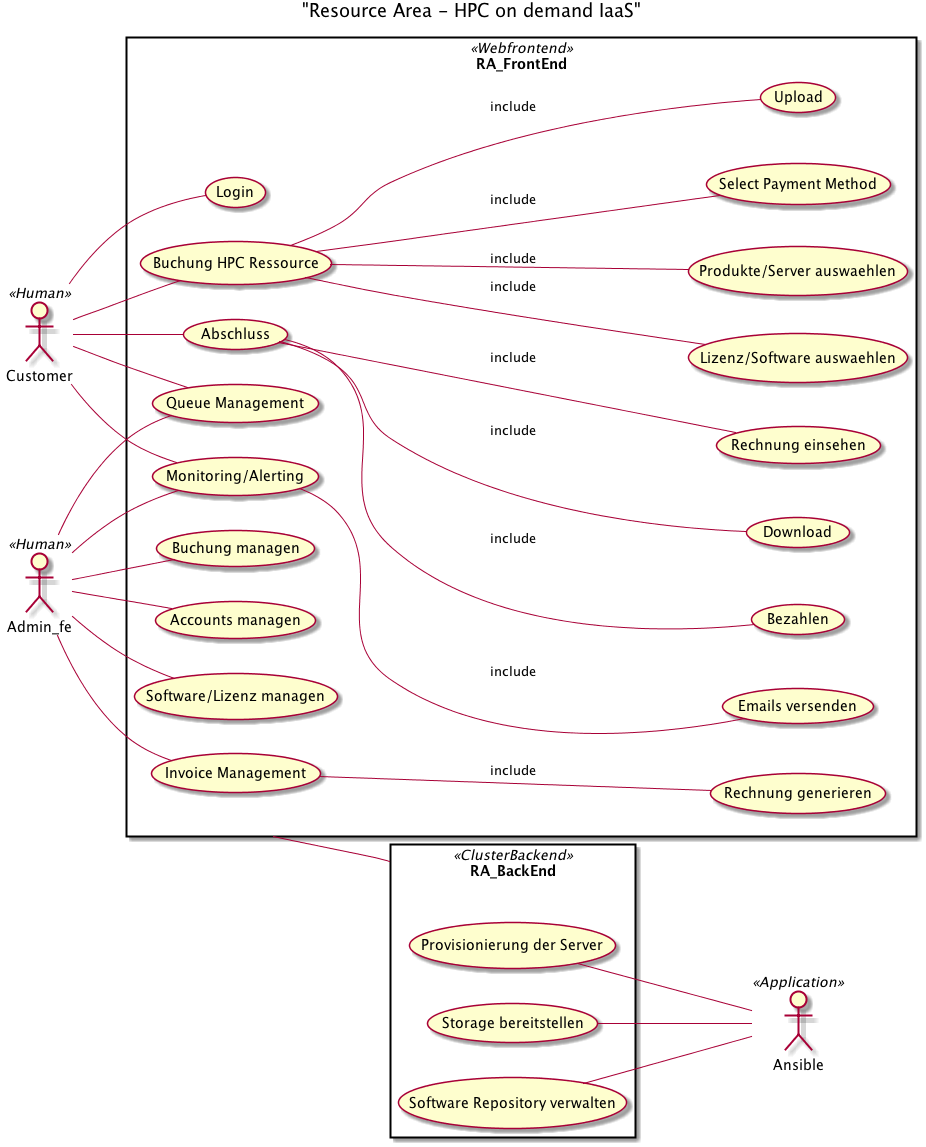 "Resource Area - HPC on demand IaaS"
«Webfrontend»
RA_FrontEnd
include
Upload
Login
include
Select Payment Method
Buchung HPC Ressource
include
Produkte/Server auswaehlen
include
«Human»
Customer
Abschluss
include
Lizenz/Software auswaehlen
Queue Management
include
Rechnung einsehen
Monitoring/Alerting
«Human»
Admin_fe
Buchung managen
include
Download
Accounts managen
Bezahlen
include
Software/Lizenz managen
Emails versenden
Invoice Management
include
Rechnung generieren
«ClusterBackend»
RA_BackEnd
Provisionierung der Server
«Application»
Ansible
Storage bereitstellen
Software Repository verwalten